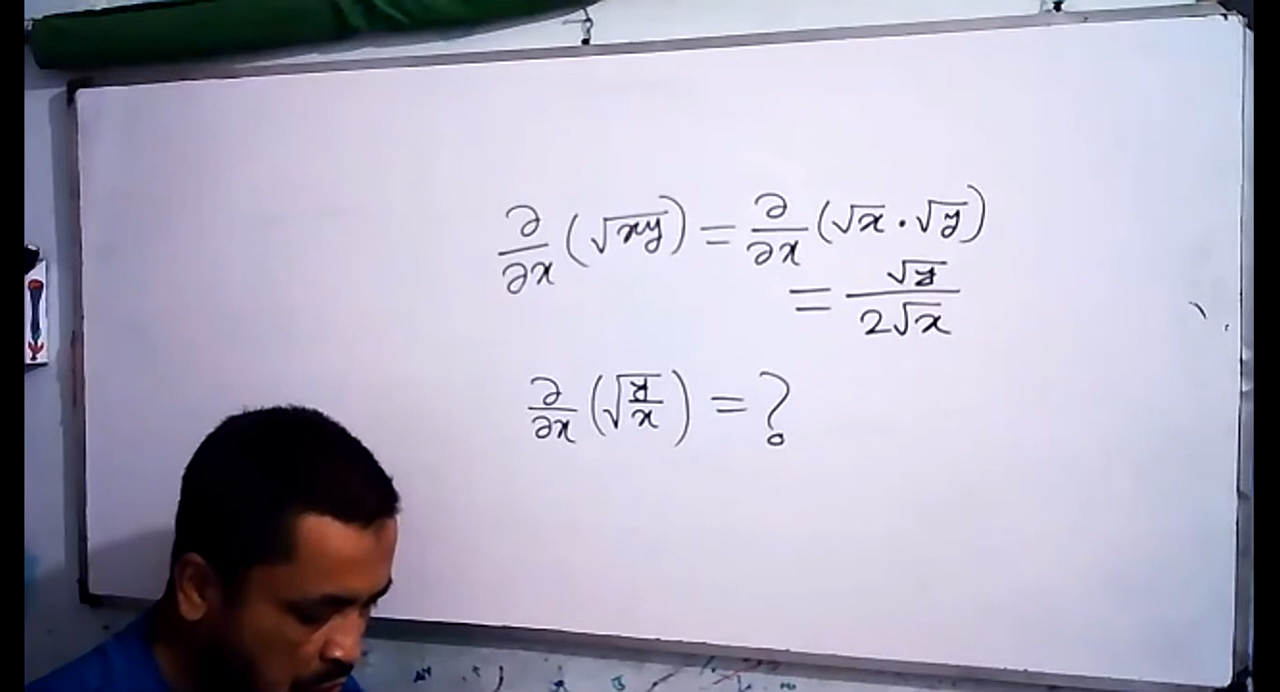 ∂/∂x (√xy) = ∂/∂x (√x · √y)
= √y / 2√x
∂/∂x (√(y/x)) = ?